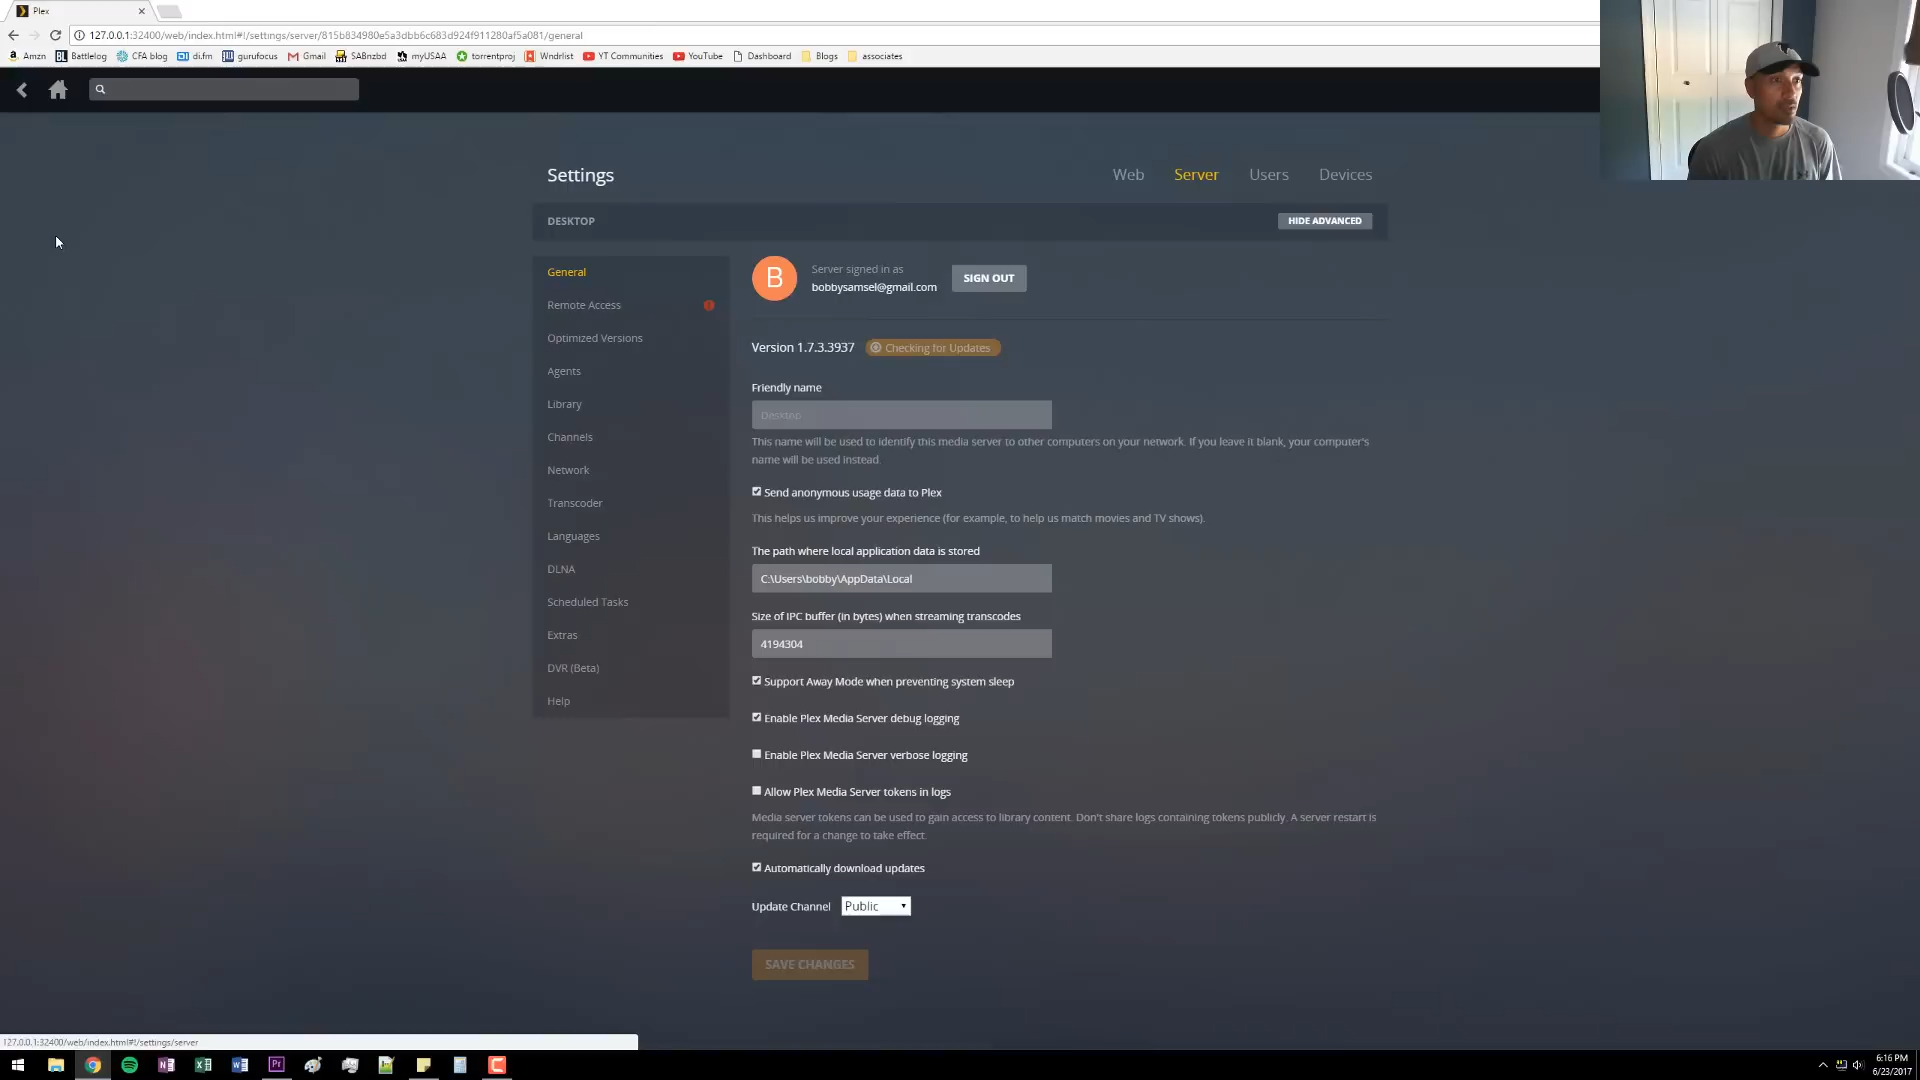 Plex
127.0.0.1:32400/web/index.html#!/settings/server/815b834980e5a3dbb6c683d924f911280af5a081/general
Amzn Battlelog CFA blog di.fm gurufocus Gmail SABnzbd myUSAA torrentproj Wndrlist YT Communities YouTube Dashboard Blogs associates
Settings Web Server Users Devices
DESKTOP HIDE ADVANCED
General
Remote Access
Optimized Versions
Agents
Library
Channels
Network
Transcoder
Languages
DLNA
Scheduled Tasks
Extras
DVR (Beta)
Help
B
Server signed in as
bobbysamsel@gmail.com
SIGN OUT
Version 1.7.3.3937 Checking for Updates
Friendly name
Desktop
This name will be used to identify this media server to other computers on your network. If you leave it blank, your computer's
name will be used instead.
Send anonymous usage data to Plex
This helps us improve your experience (for example, to help us match movies and TV shows).
The path where local application data is stored
C:\Users\bobby\AppData\Local
Size of IPC buffer (in bytes) when streaming transcodes
4194304
Support Away Mode when preventing system sleep
Enable Plex Media Server debug logging
Enable Plex Media Server verbose logging
Allow Plex Media Server tokens in logs
Media server tokens can be used to gain access to library content. Don't share logs containing tokens publicly. A server restart is
required for a change to take effect.
Automatically download updates
Update Channel Public
SAVE CHANGES
127.0.0.1:32400/web/index.html#!/settings/server
6:16 PM
6/23/2017